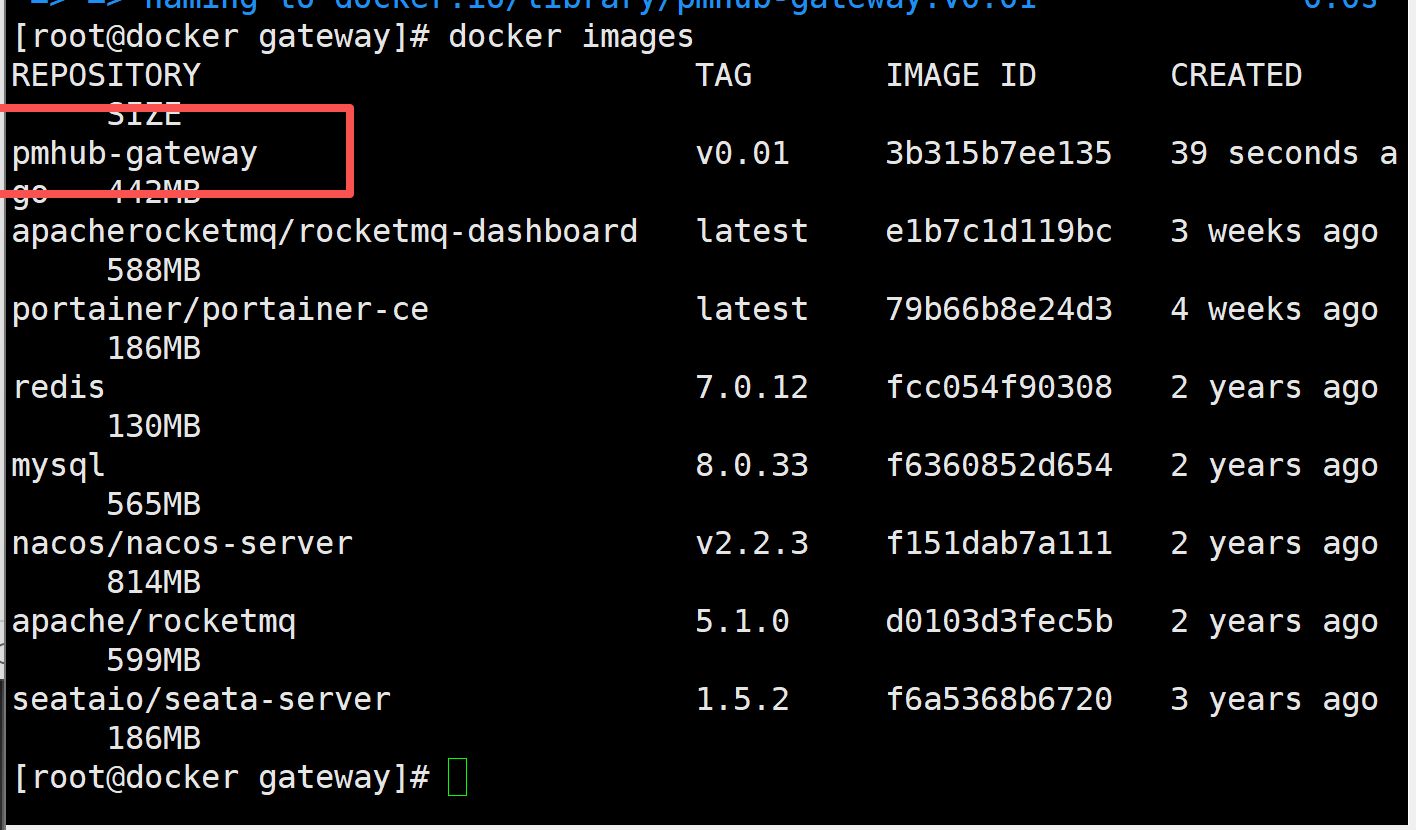 => => naming to docker.io/library/pmhub-gateway:v0.01 0.0s
[root@docker gateway]# docker images
REPOSITORY TAG IMAGE ID CREATED
SIZE
pmhub-gateway v0.01 3b315b7ee135 39 seconds a
go 442MB
apacherocketmq/rocketmq-dashboard latest e1b7c1d119bc 3 weeks ago
588MB
portainer/portainer-ce latest 79b66b8e24d3 4 weeks ago
186MB
redis 7.0.12 fcc054f90308 2 years ago
130MB
mysql 8.0.33 f6360852d654 2 years ago
565MB
nacos/nacos-server v2.2.3 f151dab7a111 2 years ago
814MB
apache/rocketmq 5.1.0 d0103d3fec5b 2 years ago
599MB
seataio/seata-server 1.5.2 f6a5368b6720 3 years ago
186MB
[root@docker gateway]#